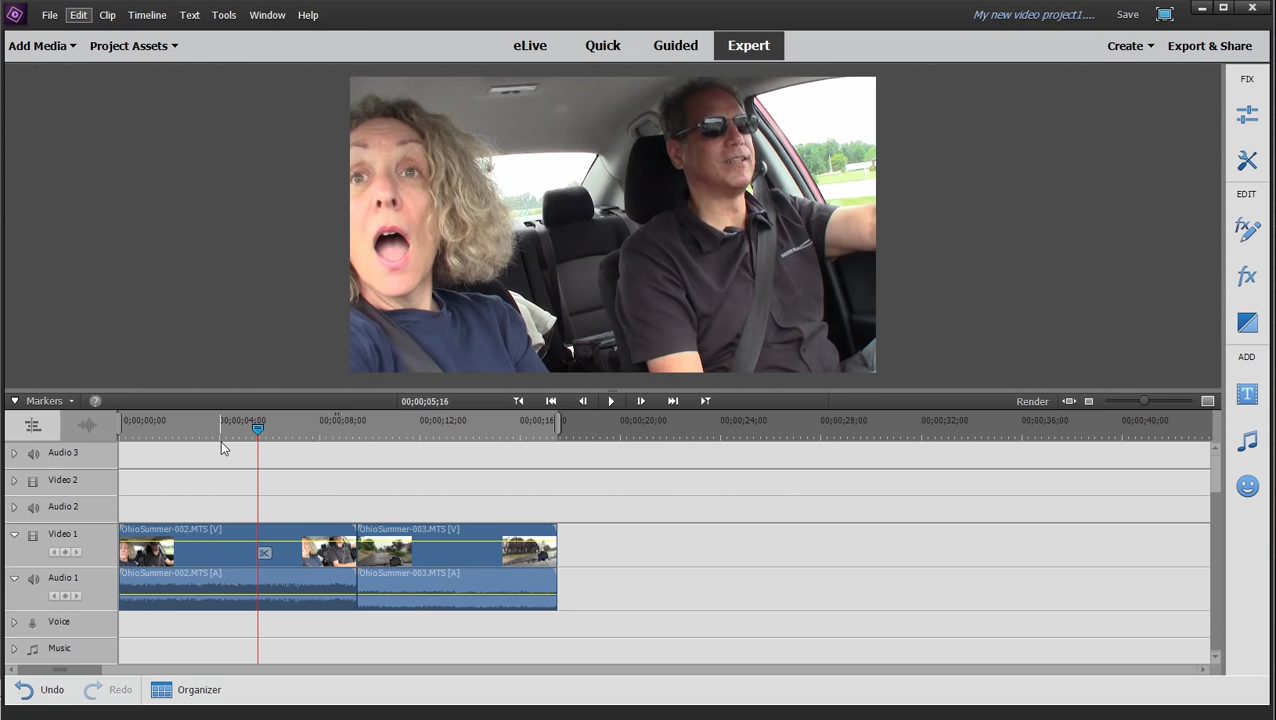 File Edit Clip Timeline Text Tools Window Help My new video project1.... Save
Add Media Project Assets eLive Quick Guided Expert Create Export & Share
FIX
EDIT
ADD
T
Markers ? 00;00;05;16 Render
00;00;00;00 00;00;04;00 00;00;08;00 00;00;12;00 00;00;16 00;00;20;00 00;00;24;00 00;00;28;00 00;00;32;00 00;00;36;00 00;00;40;00
Audio 3
Video 2
Audio 2
Video 1 OhioSummer-002.MTS [V] OhioSummer-003.MTS [V]
Audio 1 OhioSummer-002.MTS [A] OhioSummer-003.MTS [A]
Voice
Music
Undo Redo Organizer